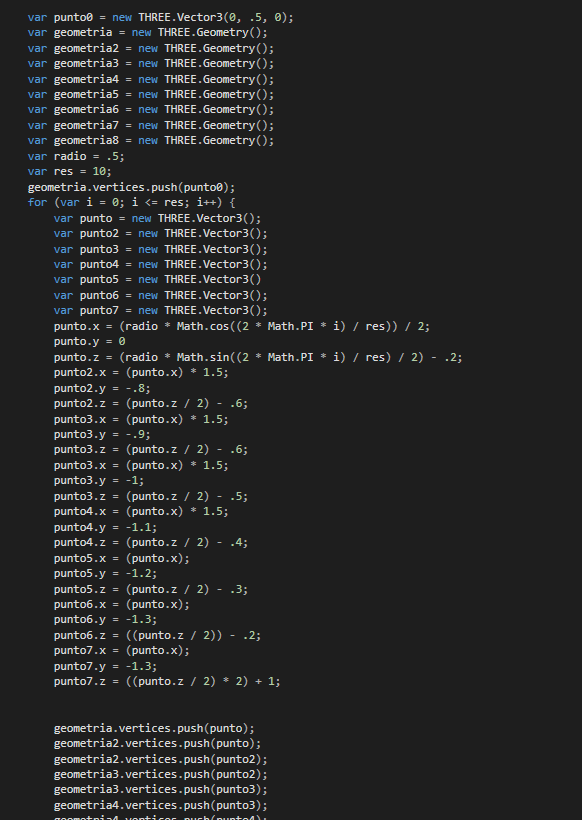 var punto0 = new THREE.Vector3(0, .5, 0);
var geometria = new THREE.Geometry();
var geometria2 = new THREE.Geometry();
var geometria3 = new THREE.Geometry();
var geometria4 = new THREE.Geometry();
var geometria5 = new THREE.Geometry();
var geometria6 = new THREE.Geometry();
var geometria7 = new THREE.Geometry();
var geometria8 = new THREE.Geometry();
var radio = .5;
var res = 10;
geometria.vertices.push(punto0);
for (var i = 0; i <= res; i++) {
    var punto = new THREE.Vector3();
    var punto2 = new THREE.Vector3();
    var punto3 = new THREE.Vector3();
    var punto4 = new THREE.Vector3();
    var punto5 = new THREE.Vector3()
    var punto6 = new THREE.Vector3();
    var punto7 = new THREE.Vector3();
    punto.x = (radio * Math.cos((2 * Math.PI * i) / res)) / 2;
    punto.y = 0
    punto.z = (radio * Math.sin((2 * Math.PI * i) / res) / 2) - .2;
    punto2.x = (punto.x) * 1.5;
    punto2.y = -.8;
    punto2.z = (punto.z / 2) - .6;
    punto3.x = (punto.x) * 1.5;
    punto3.y = -.9;
    punto3.z = (punto.z / 2) - .6;
    punto3.x = (punto.x) * 1.5;
    punto3.y = -1;
    punto3.z = (punto.z / 2) - .5;
    punto4.x = (punto.x) * 1.5;
    punto4.y = -1.1;
    punto4.z = (punto.z / 2) - .4;
    punto5.x = (punto.x);
    punto5.y = -1.2;
    punto5.z = (punto.z / 2) - .3;
    punto6.x = (punto.x);
    punto6.y = -1.3;
    punto6.z = ((punto.z / 2)) - .2;
    punto7.x = (punto.x);
    punto7.y = -1.3;
    punto7.z = ((punto.z / 2) * 2) + 1;
    geometria.vertices.push(punto);
    geometria2.vertices.push(punto);
    geometria2.vertices.push(punto2);
    geometria3.vertices.push(punto2);
    geometria3.vertices.push(punto3);
    geometria4.vertices.push(punto3);